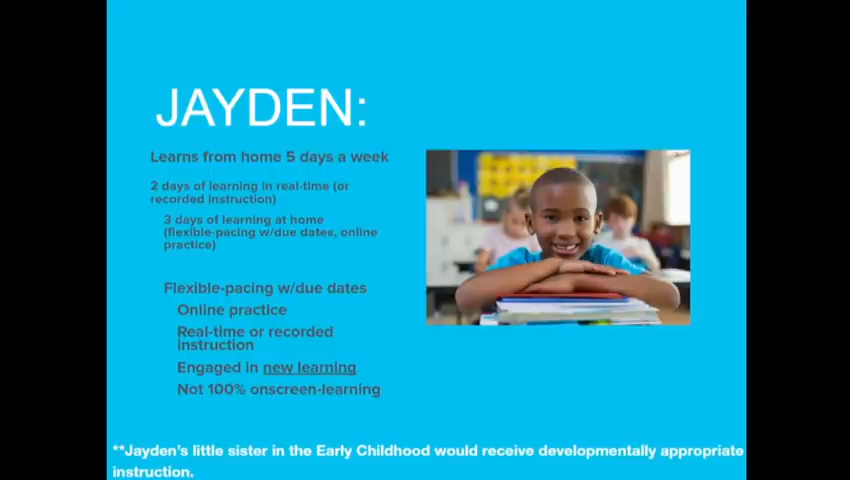 JAYDEN:
Learns from home 5 days a week
2 days of learning in real-time (or
recorded instruction)
3 days of learning at home
(flexible-pacing w/due dates, online
practice)
Flexible-pacing w/due dates
Online practice
Real-time or recorded
instruction
Engaged in new learning
Not 100% onscreen-learning
**Jayden's little sister in the Early Childhood would receive developmentally appropriate
instruction.